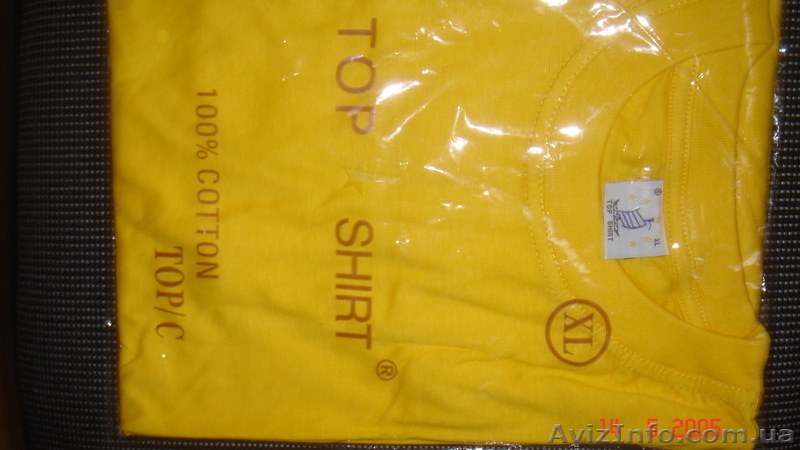 XL
TOP SHIRT®
100% COTTON
TOP/C
®
TOP SHIRT
XL
14 5 2005
AvizInfo.com.ua